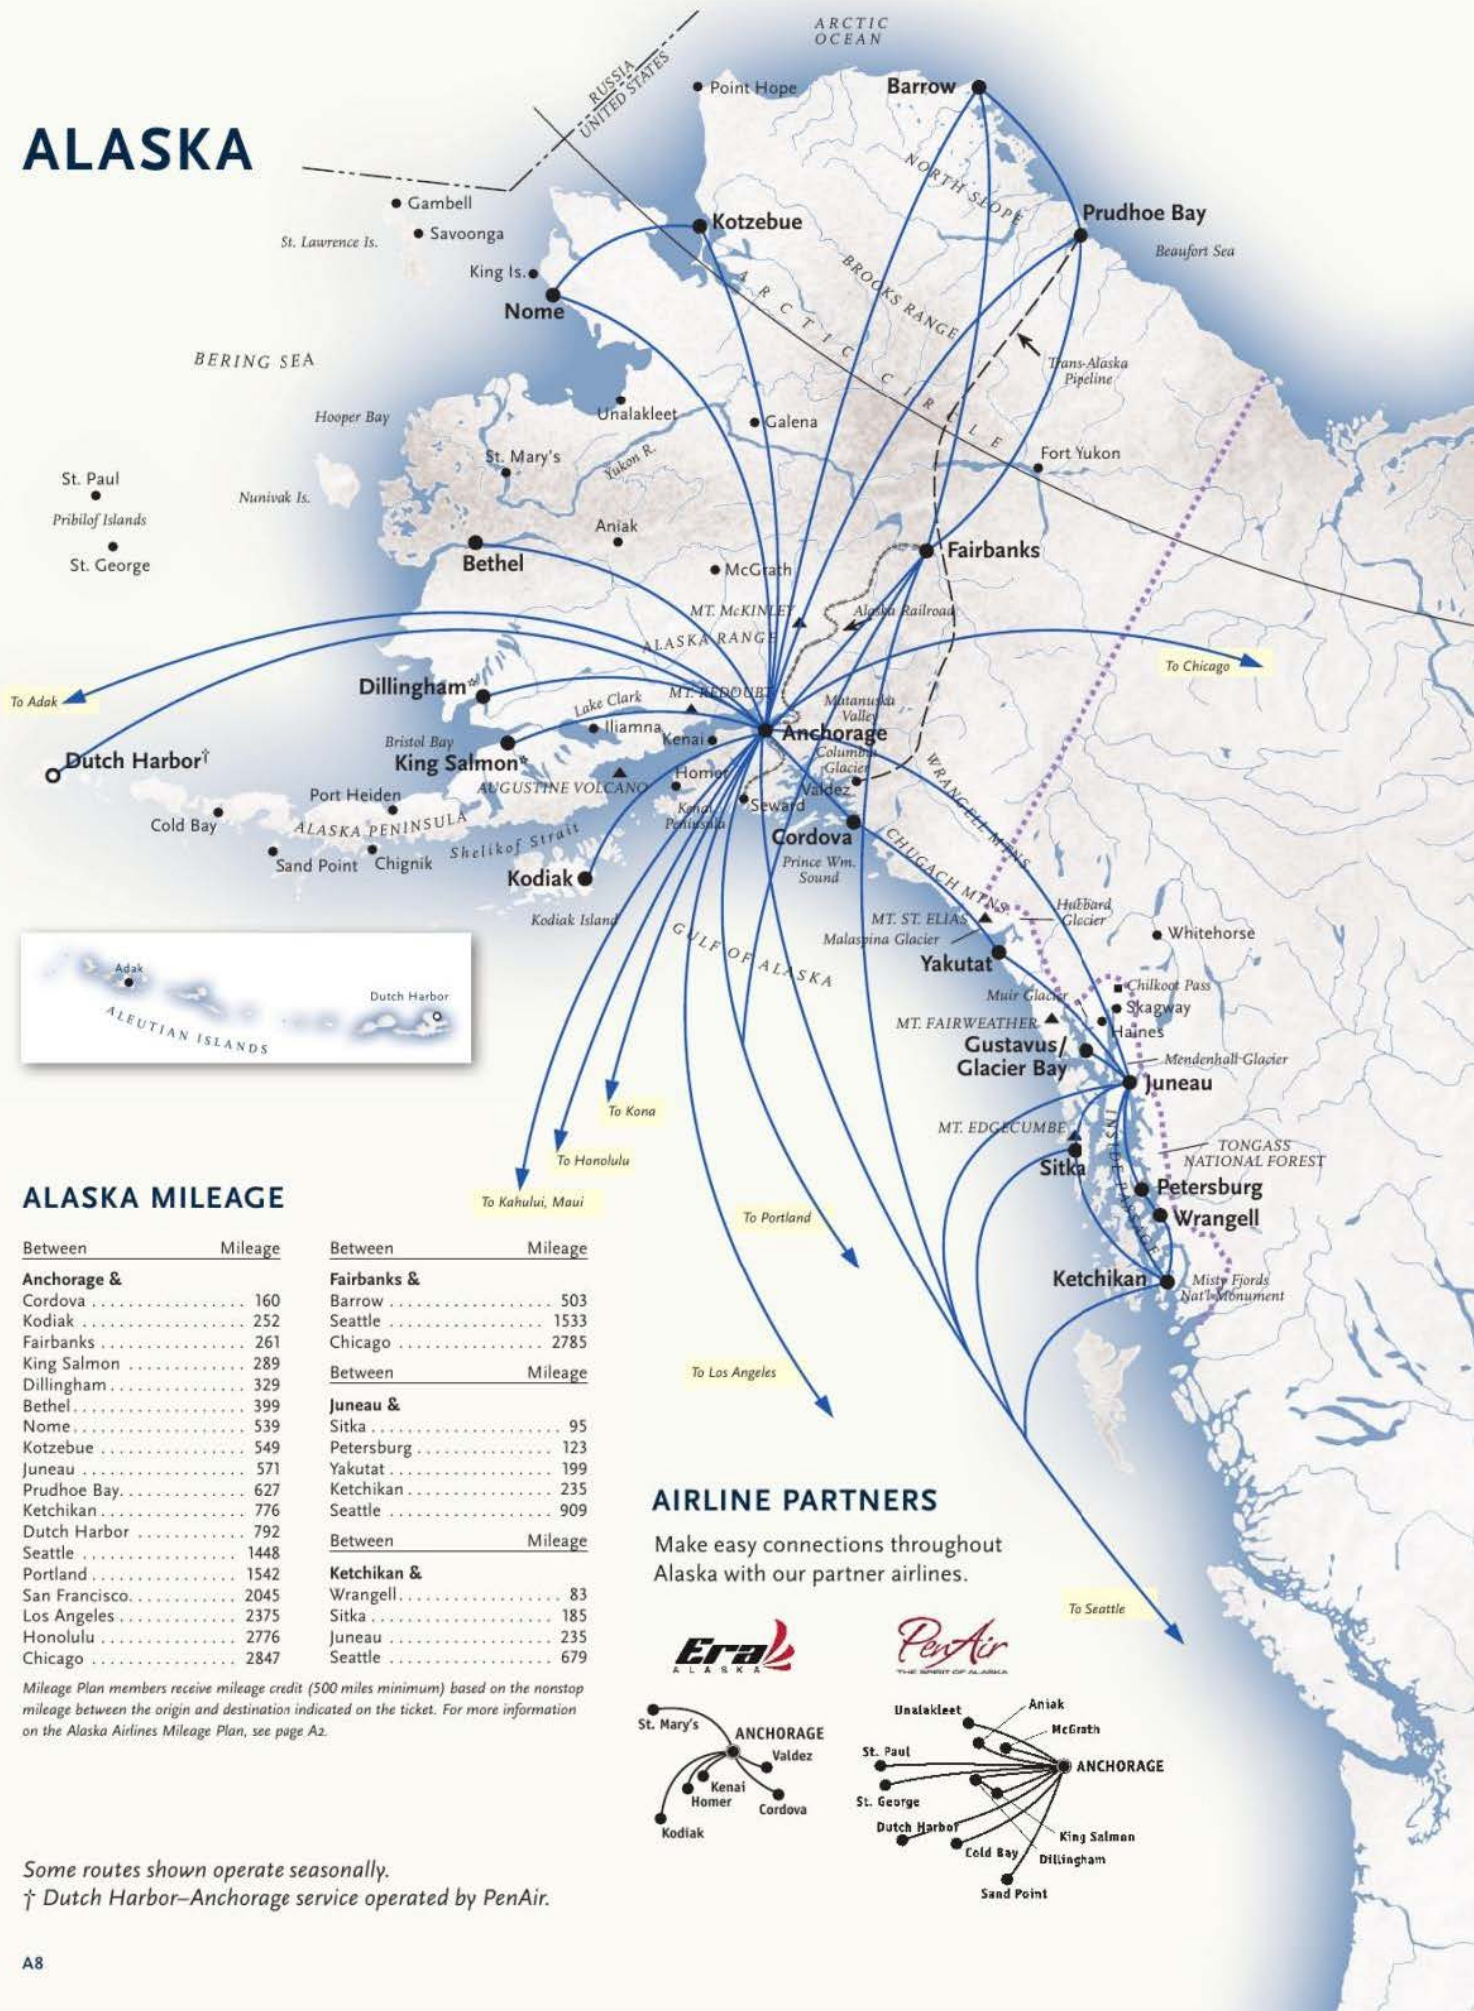 ARCTIC
OCEAN
RUSSIA
UNITED STATES
Point Hope
Barrow
ALASKA
NORTH SLOPE
Gambell
Savoonga
St. Lawrence Is.
Kotzebue
Prudhoe Bay
Beaufort Sea
King Is.
Nome
BROOKS RANGE
ARCTIC CIRCLE
BERING SEA
Trans-Alaska
Pipeline
Hooper Bay
Unalakleet
Galena
St. Mary's
Yukon R.
Fort Yukon
St. Paul
Nunivak Is.
Pribilof Islands
St. George
Aniak
Bethel
McGrath
Fairbanks
MT. McKINLEY
Alaska Railroad
ALASKA RANGE
To Chicago
To Adak
Dillingham*
Lake Clark
MT. REDOUBT
Matanuska
Valley
Iliamna
Kenai
Anchorage
Bristol Bay
King Salmon*
Columbia
Glacier
Dutch Harbor†
AUGUSTINE VOLCANO
Homer
Valdez
WRANGELL MTNS
Port Heiden
Kenai
Peninsula
Seward
Cold Bay
ALASKA PENINSULA
Shelikof Strait
Cordova
Prince Wm.
Sound
CHUGACH MTNS
Sand Point
Chignik
Kodiak
Kodiak Island
GULF OF ALASKA
MT. ST. ELIAS
Hubbard
Glacier
Malaspina Glacier
Whitehorse
Yakutat
Adak
ALEUTIAN ISLANDS
Dutch Harbor
Muir Glacier
Chilkoot Pass
Skagway
Haines
MT. FAIRWEATHER
Gustavus/
Glacier Bay
Mendenhall Glacier
Juneau
To Kona
MT. EDGECUMBE
INSIDE PASSAGE
TONGASS
NATIONAL FOREST
To Honolulu
Sitka
Petersburg
To Kahului, Maui
To Portland
Wrangell
Ketchikan
Misty Fjords
Nat'l Monument
To Los Angeles
To Seattle
ALASKA MILEAGE
Between Mileage
Anchorage &
Cordova 160
Kodiak 252
Fairbanks 261
King Salmon 289
Dillingham 329
Bethel 399
Nome 539
Kotzebue 549
Juneau 571
Prudhoe Bay 627
Ketchikan 776
Dutch Harbor 792
Seattle 1448
Portland 1542
San Francisco 2045
Los Angeles 2375
Honolulu 2776
Chicago 2847
Between Mileage
Fairbanks &
Barrow 503
Seattle 1533
Chicago 2785
Between Mileage
Juneau &
Sitka 95
Petersburg 123
Yakutat 199
Ketchikan 235
Seattle 909
Between Mileage
Ketchikan &
Wrangell 83
Sitka 185
Juneau 235
Seattle 679
Mileage Plan members receive mileage credit (500 miles minimum) based on the nonstop
mileage between the origin and destination indicated on the ticket. For more information
on the Alaska Airlines Mileage Plan, see page A2.
AIRLINE PARTNERS
Make easy connections throughout
Alaska with our partner airlines.
Era
ALASKA
St. Mary's
ANCHORAGE
Valdez
Kenai
Homer
Cordova
Kodiak
PenAir
THE SPIRIT OF ALASKA
Unalakleet
Aniak
McGrath
St. Paul
ANCHORAGE
St. George
Dutch Harbor
King Salmon
Cold Bay
Dillingham
Sand Point
Some routes shown operate seasonally.
† Dutch Harbor–Anchorage service operated by PenAir.
A8